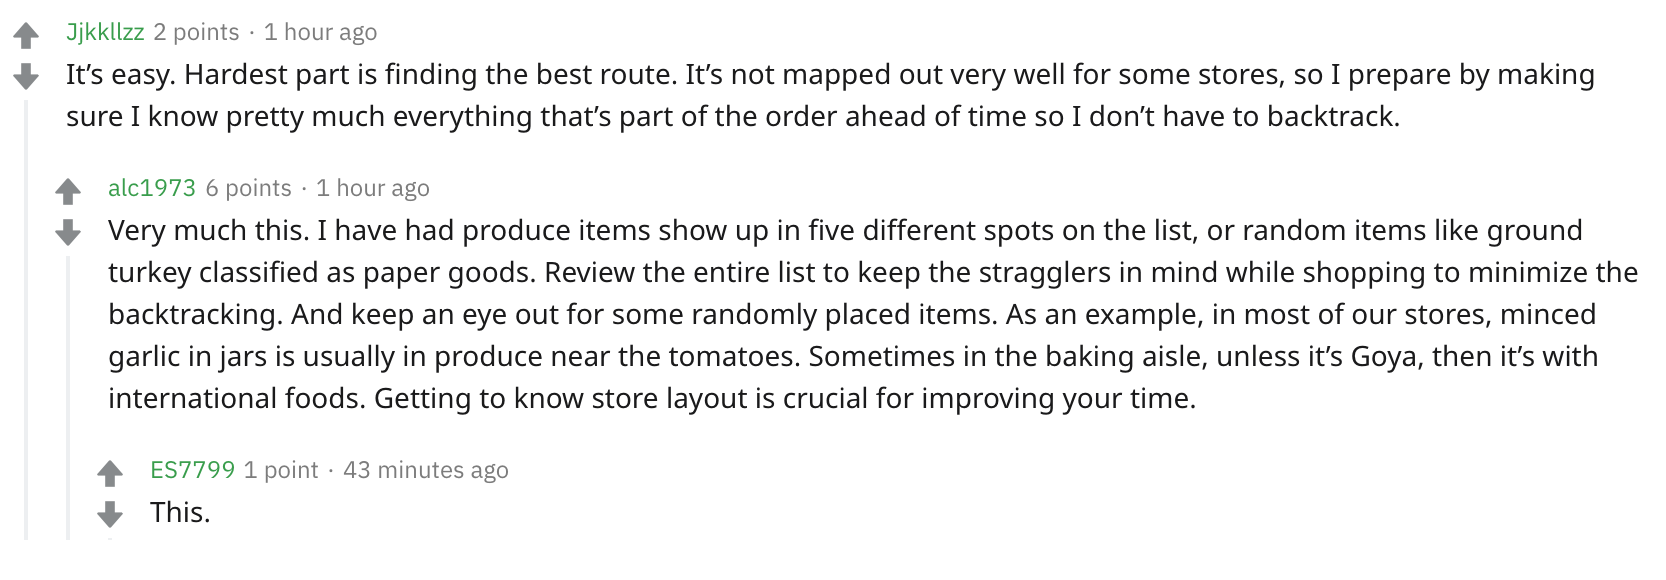 Jjkkllzz 2 points · 1 hour ago
It's easy. Hardest part is finding the best route. It's not mapped out very well for some stores, so I prepare by making
sure I know pretty much everything that's part of the order ahead of time so I don't have to backtrack.
alc1973 6 points · 1 hour ago
Very much this. I have had produce items show up in five different spots on the list, or random items like ground
turkey classified as paper goods. Review the entire list to keep the stragglers in mind while shopping to minimize the
backtracking. And keep an eye out for some randomly placed items. As an example, in most of our stores, minced
garlic in jars is usually in produce near the tomatoes. Sometimes in the baking aisle, unless it's Goya, then it's with
international foods. Getting to know store layout is crucial for improving your time.
ES7799 1 point · 43 minutes ago
This.